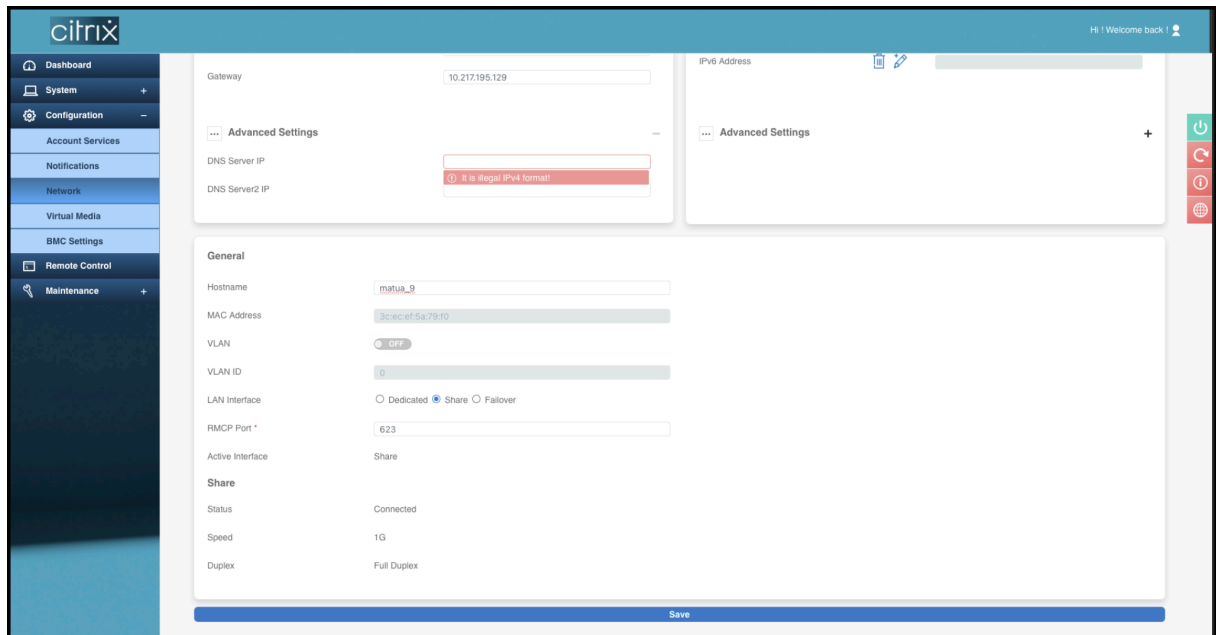 citrix
Hi ! Welcome back !
Dashboard
System +
Configuration –
Account Services
Notifications
Network
Virtual Media
BMC Settings
Remote Control
Maintenance +
Gateway 10.217.195.129
... Advanced Settings –
DNS Server IP
It is illegal IPv4 format!
DNS Server2 IP
IPv6 Address
... Advanced Settings +
General
Hostname matua_9
MAC Address 3c:ec:ef:5a:79:f0
VLAN OFF
VLAN ID 0
LAN Interface Dedicated Share Failover
RMCP Port * 623
Active Interface Share
Share
Status Connected
Speed 1G
Duplex Full Duplex
Save